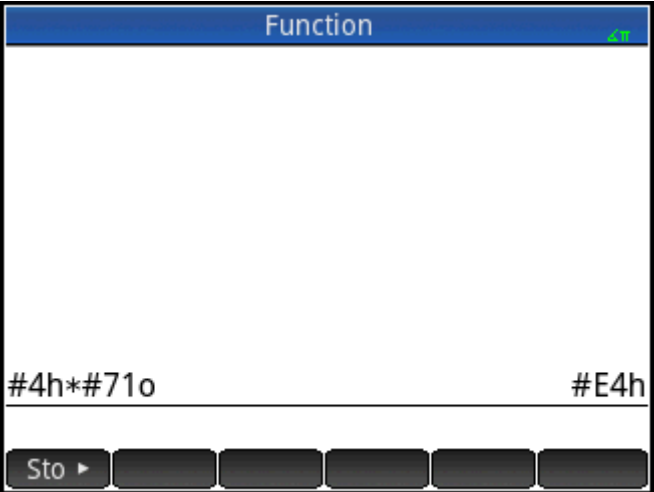 Function
∠π
#4h*#71o #E4h
Sto ►